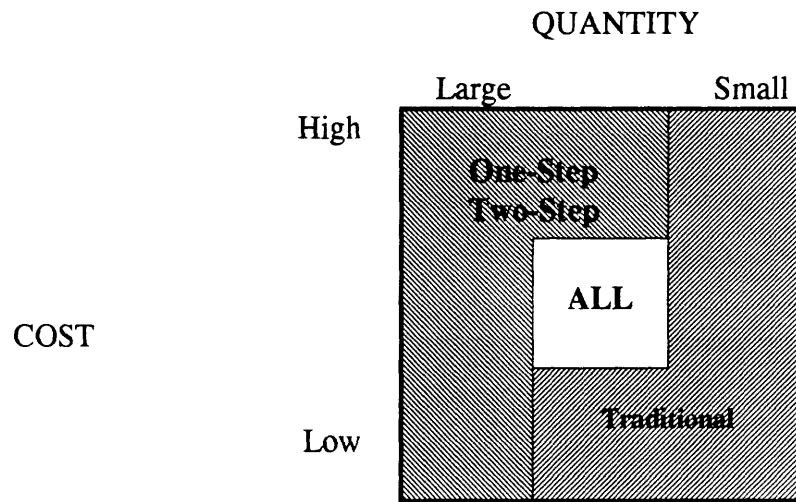 QUANTITY
Large Small
High
One-Step
Two-Step
ALL
COST
Traditional
Low